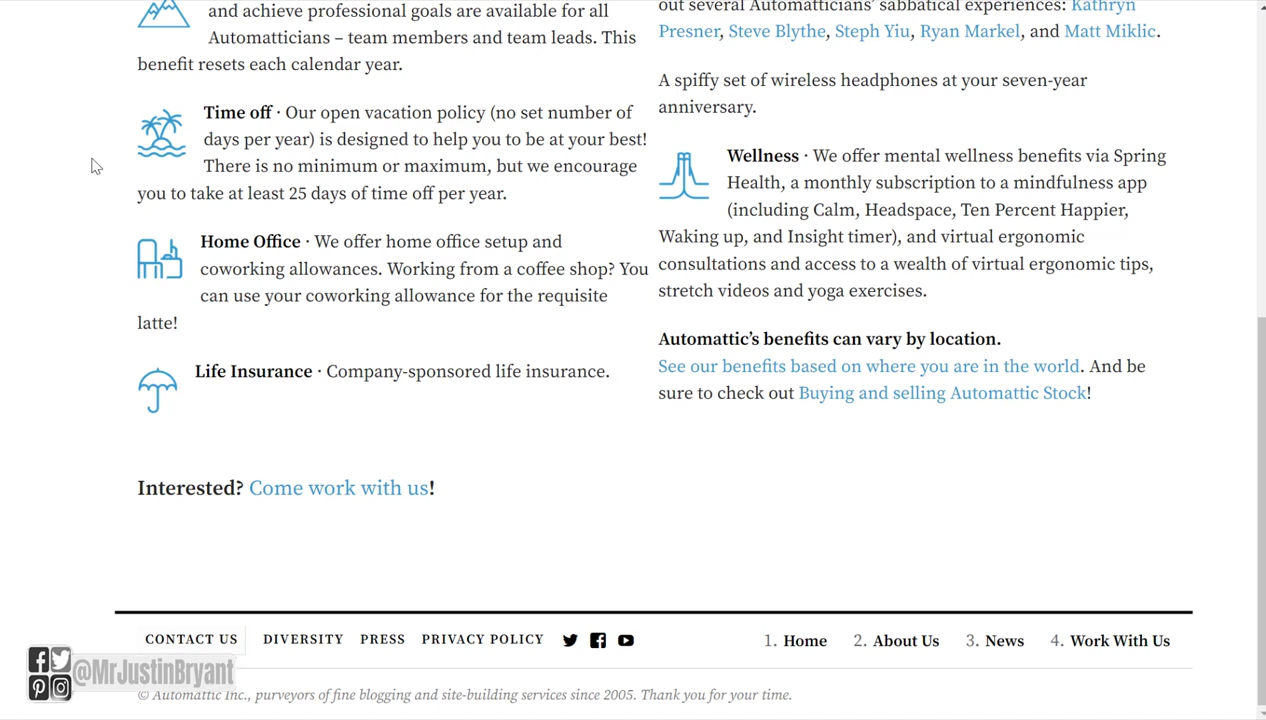 and achieve professional goals are available for all
Automatticians – team members and team leads. This
benefit resets each calendar year.
Time off · Our open vacation policy (no set number of
days per year) is designed to help you to be at your best!
There is no minimum or maximum, but we encourage
you to take at least 25 days of time off per year.
Home Office · We offer home office setup and
coworking allowances. Working from a coffee shop? You
can use your coworking allowance for the requisite
latte!
Life Insurance · Company-sponsored life insurance.
out several Automatticians’ sabbatical experiences: Kathryn
Presner, Steve Blythe, Steph Yiu, Ryan Markel, and Matt Miklic.
A spiffy set of wireless headphones at your seven-year
anniversary.
Wellness · We offer mental wellness benefits via Spring
Health, a monthly subscription to a mindfulness app
(including Calm, Headspace, Ten Percent Happier,
Waking up, and Insight timer), and virtual ergonomic
consultations and access to a wealth of virtual ergonomic tips,
stretch videos and yoga exercises.
Automattic’s benefits can vary by location.
See our benefits based on where you are in the world. And be
sure to check out Buying and selling Automattic Stock!
Interested? Come work with us!
CONTACT US DIVERSITY PRESS PRIVACY POLICY
1. Home 2. About Us 3. News 4. Work With Us
@MrJustinBryant
© Automattic Inc., purveyors of fine blogging and site-building services since 2005. Thank you for your time.